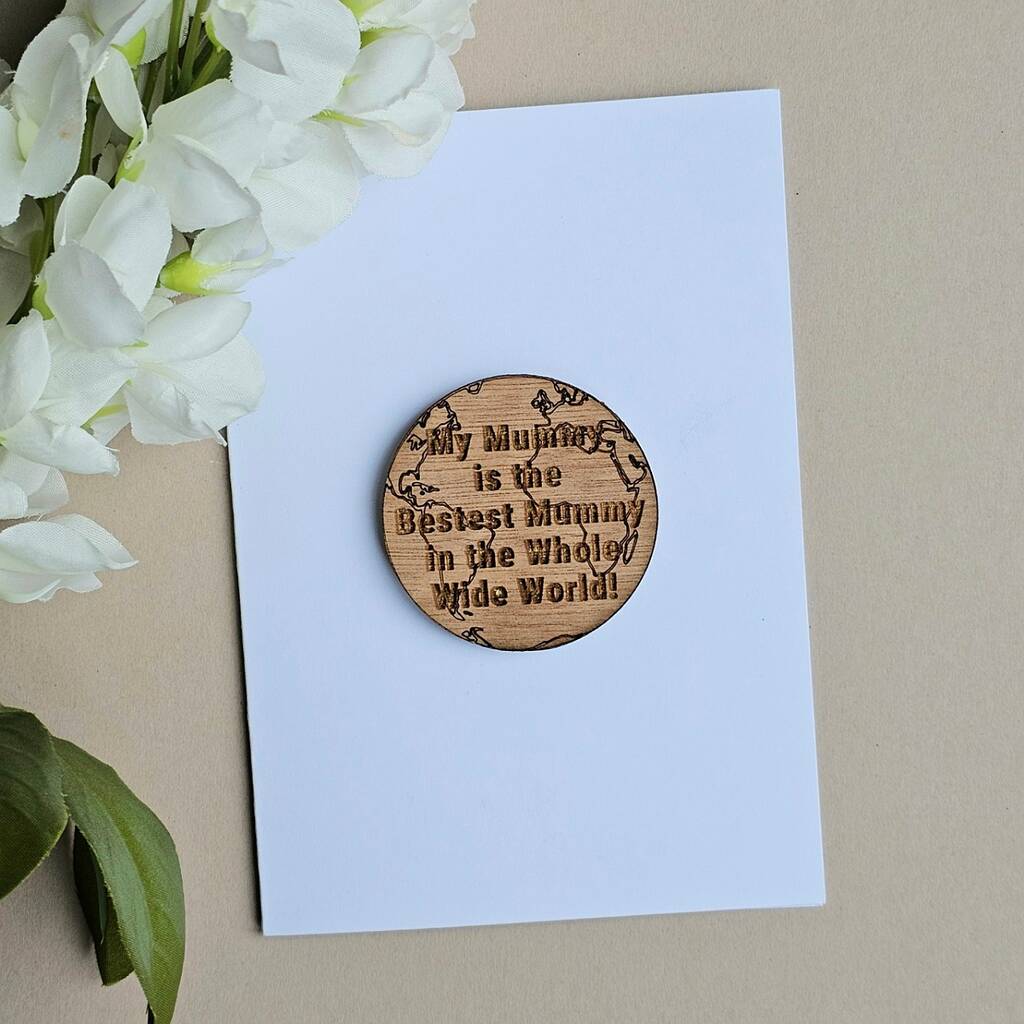 My Mummy
is the
Bestest Mummy
in the Whole
Wide World!